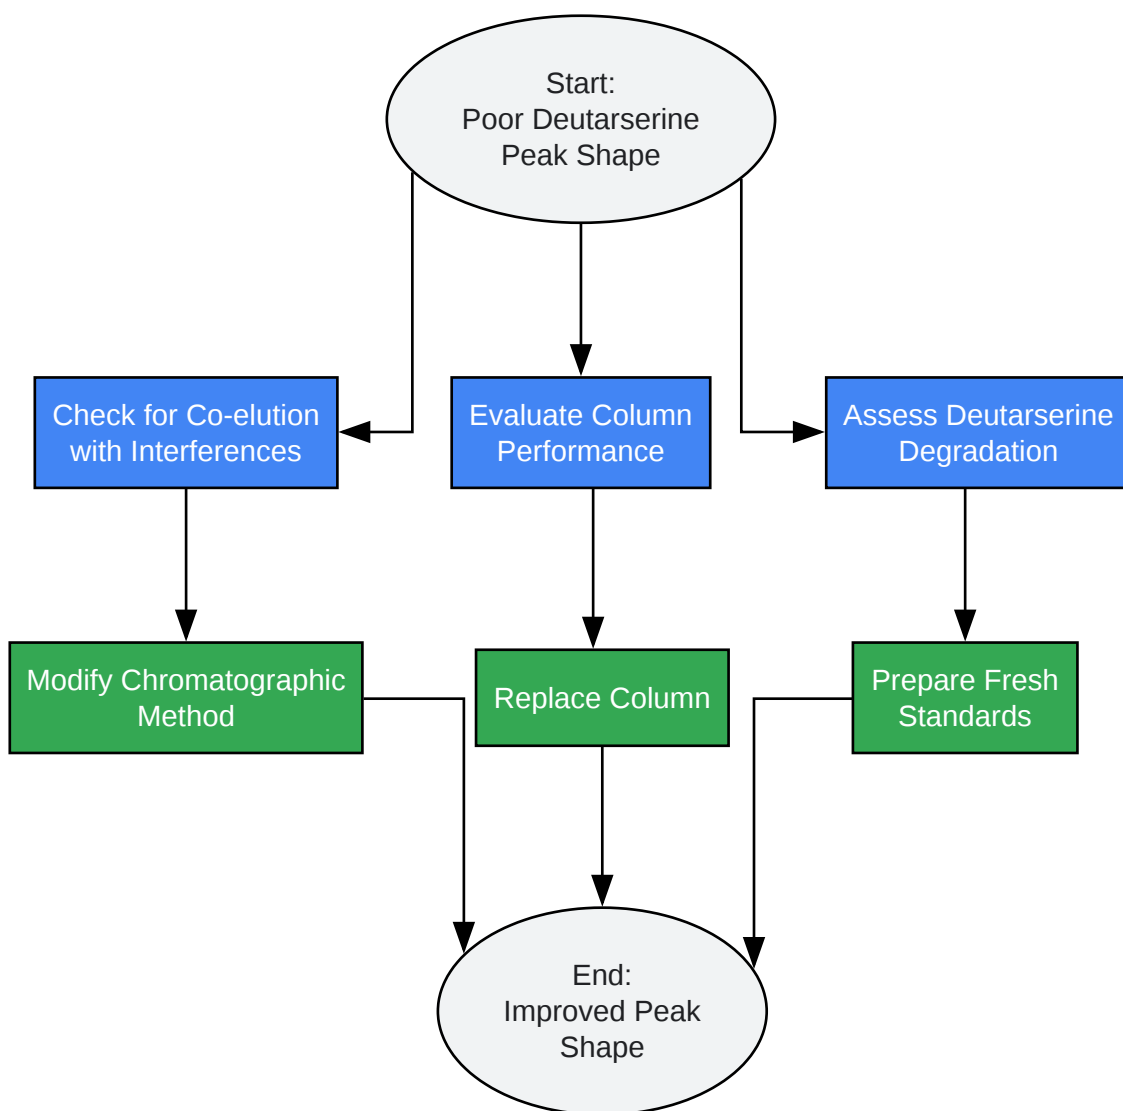 Start:
Poor Deutarserine
Peak Shape
Check for Co-elution
with Interferences
Evaluate Column
Performance
Assess Deutarserine
Degradation
Modify Chromatographic
Method
Replace Column
Prepare Fresh
Standards
End:
Improved Peak
Shape